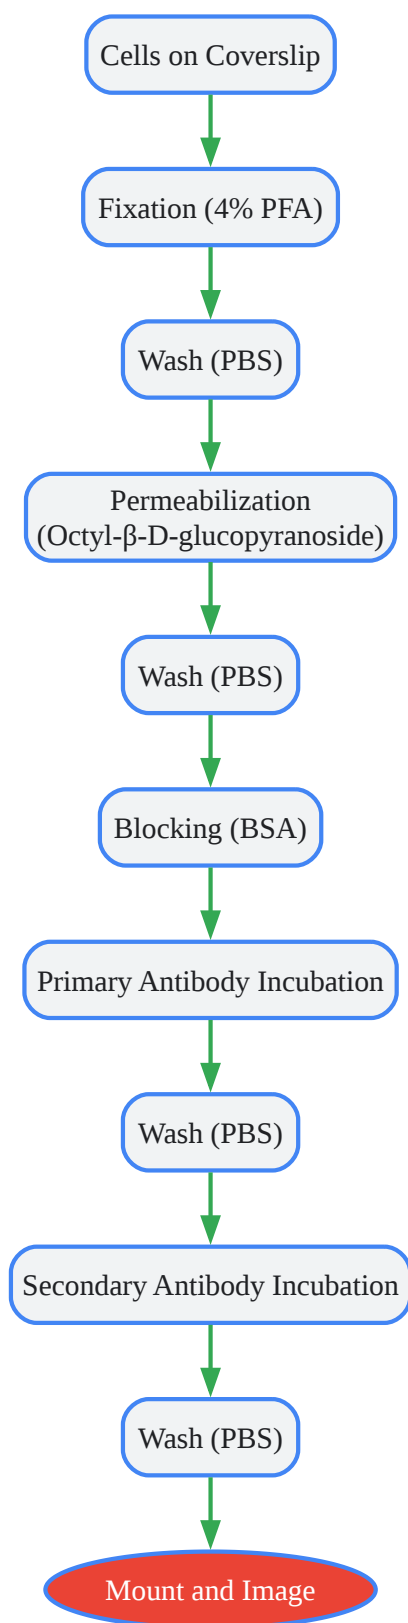 Cells on Coverslip
Fixation (4% PFA)
Wash (PBS)
Permeabilization
(Octyl-β-D-glucopyranoside)
Wash (PBS)
Blocking (BSA)
Primary Antibody Incubation
Wash (PBS)
Secondary Antibody Incubation
Wash (PBS)
Mount and Image